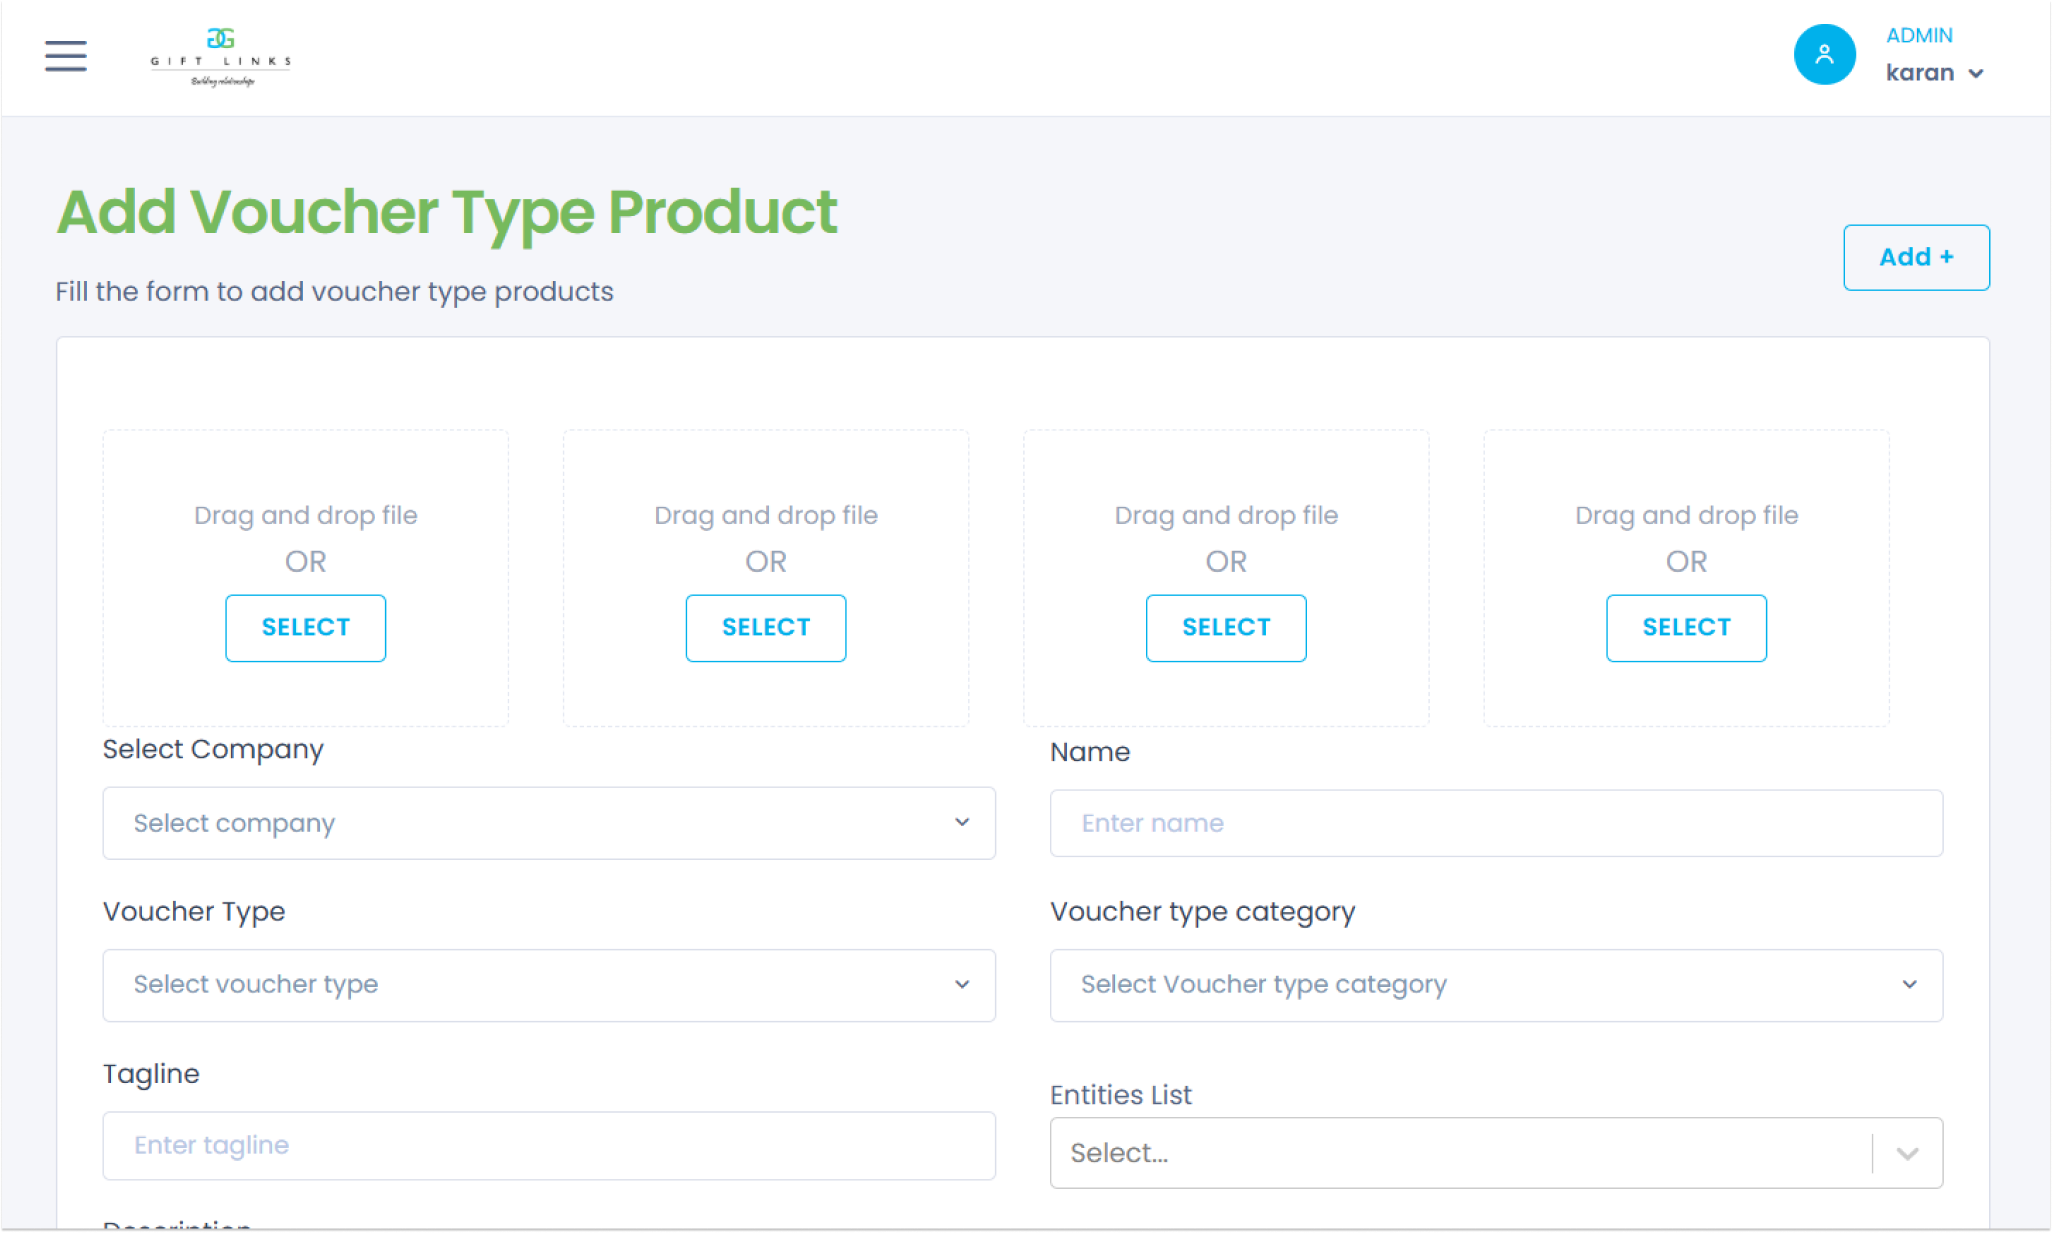 GIFT LINKS
Building relationships
ADMIN
karan
Add Voucher Type Product
Fill the form to add voucher type products
Add +
Drag and drop file
OR
SELECT
Drag and drop file
OR
SELECT
Drag and drop file
OR
SELECT
Drag and drop file
OR
SELECT
Select Company
Select company
Name
Enter name
Voucher Type
Select voucher type
Voucher type category
Select Voucher type category
Tagline
Enter tagline
Entities List
Select...
Description